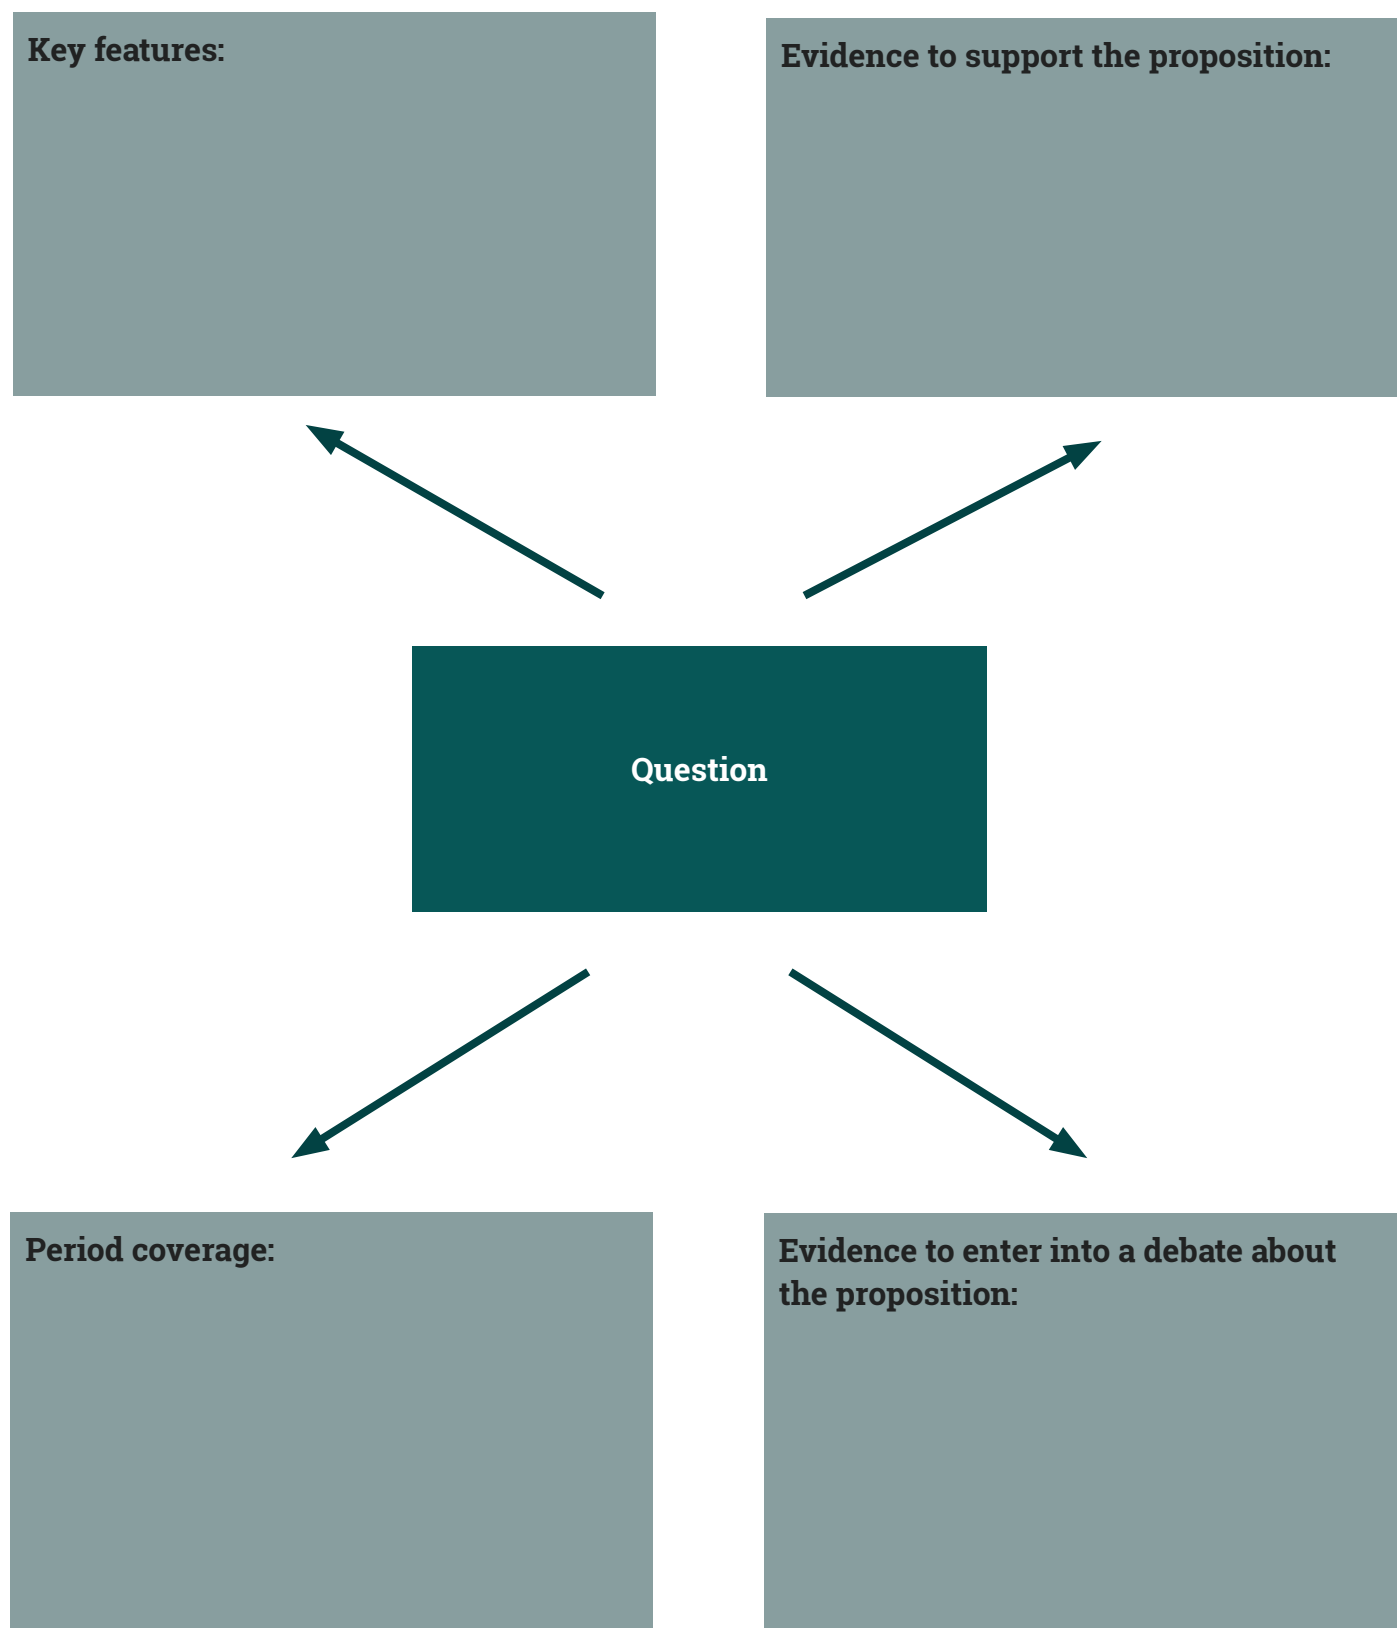 Key features:
Evidence to support the proposition:
Question
Period coverage:
Evidence to enter into a debate about
the proposition: